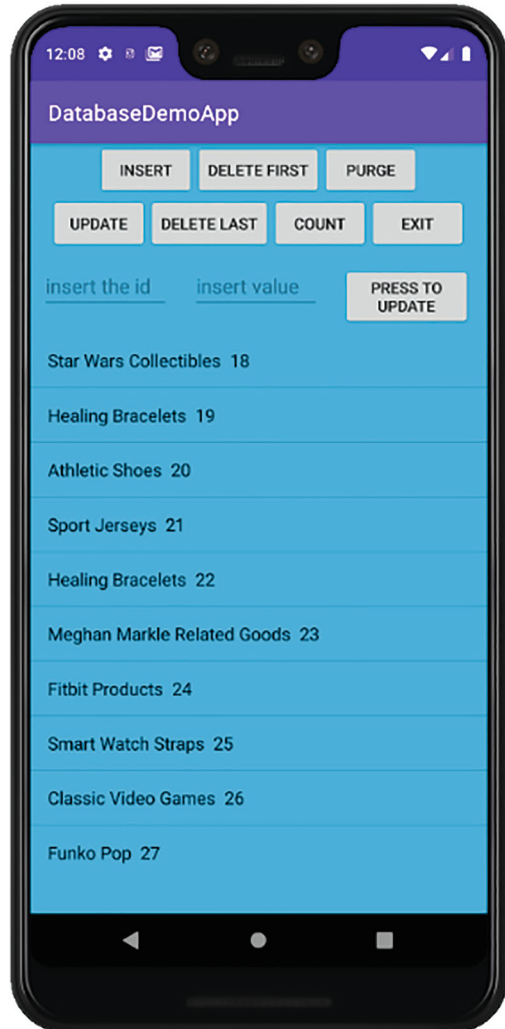 12:08
DatabaseDemoApp
INSERT DELETE FIRST PURGE
UPDATE DELETE LAST COUNT EXIT
insert the id insert value PRESS TO
UPDATE
Star Wars Collectibles 18
Healing Bracelets 19
Athletic Shoes 20
Sport Jerseys 21
Healing Bracelets 22
Meghan Markle Related Goods 23
Fitbit Products 24
Smart Watch Straps 25
Classic Video Games 26
Funko Pop 27